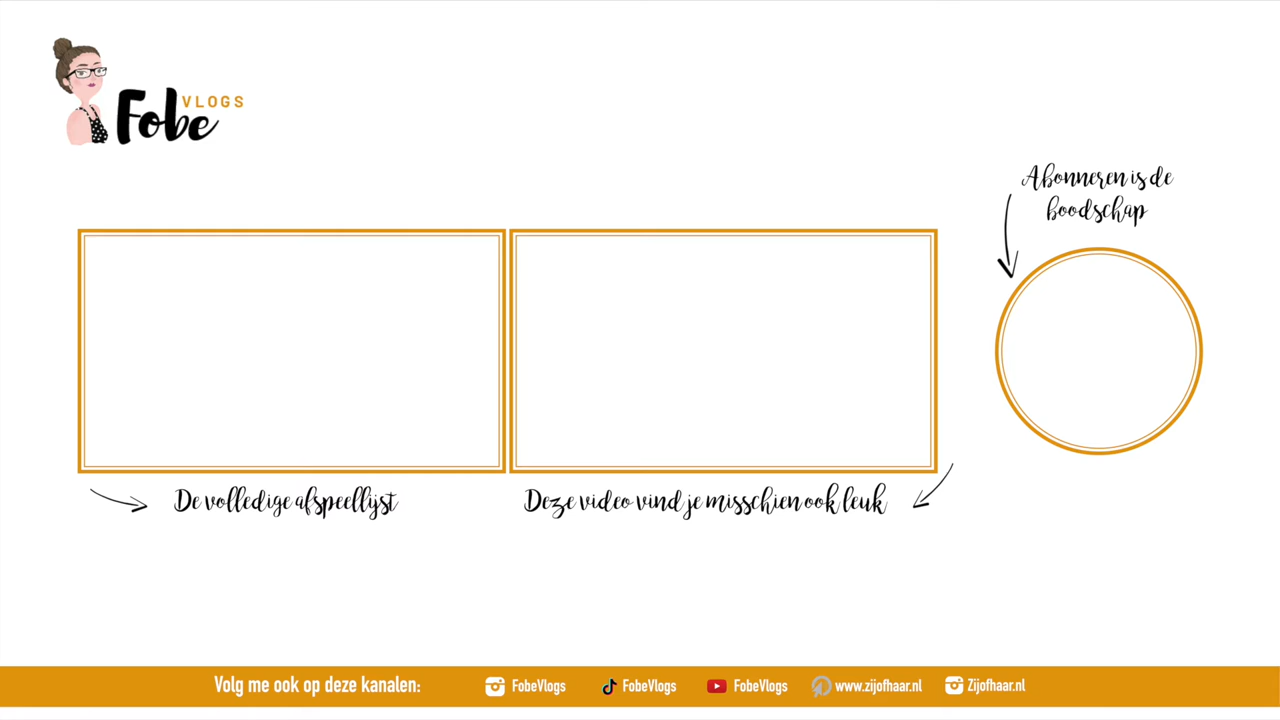 VLOGS
Fobe
Abonneren is de
boodschap
De volledige afspeellijst
Deze video vind je misschien ook leuk
Volg me ook op deze kanalen: FobeVlogs FobeVlogs FobeVlogs www.zijofhaar.nl Zijofhaar.nl